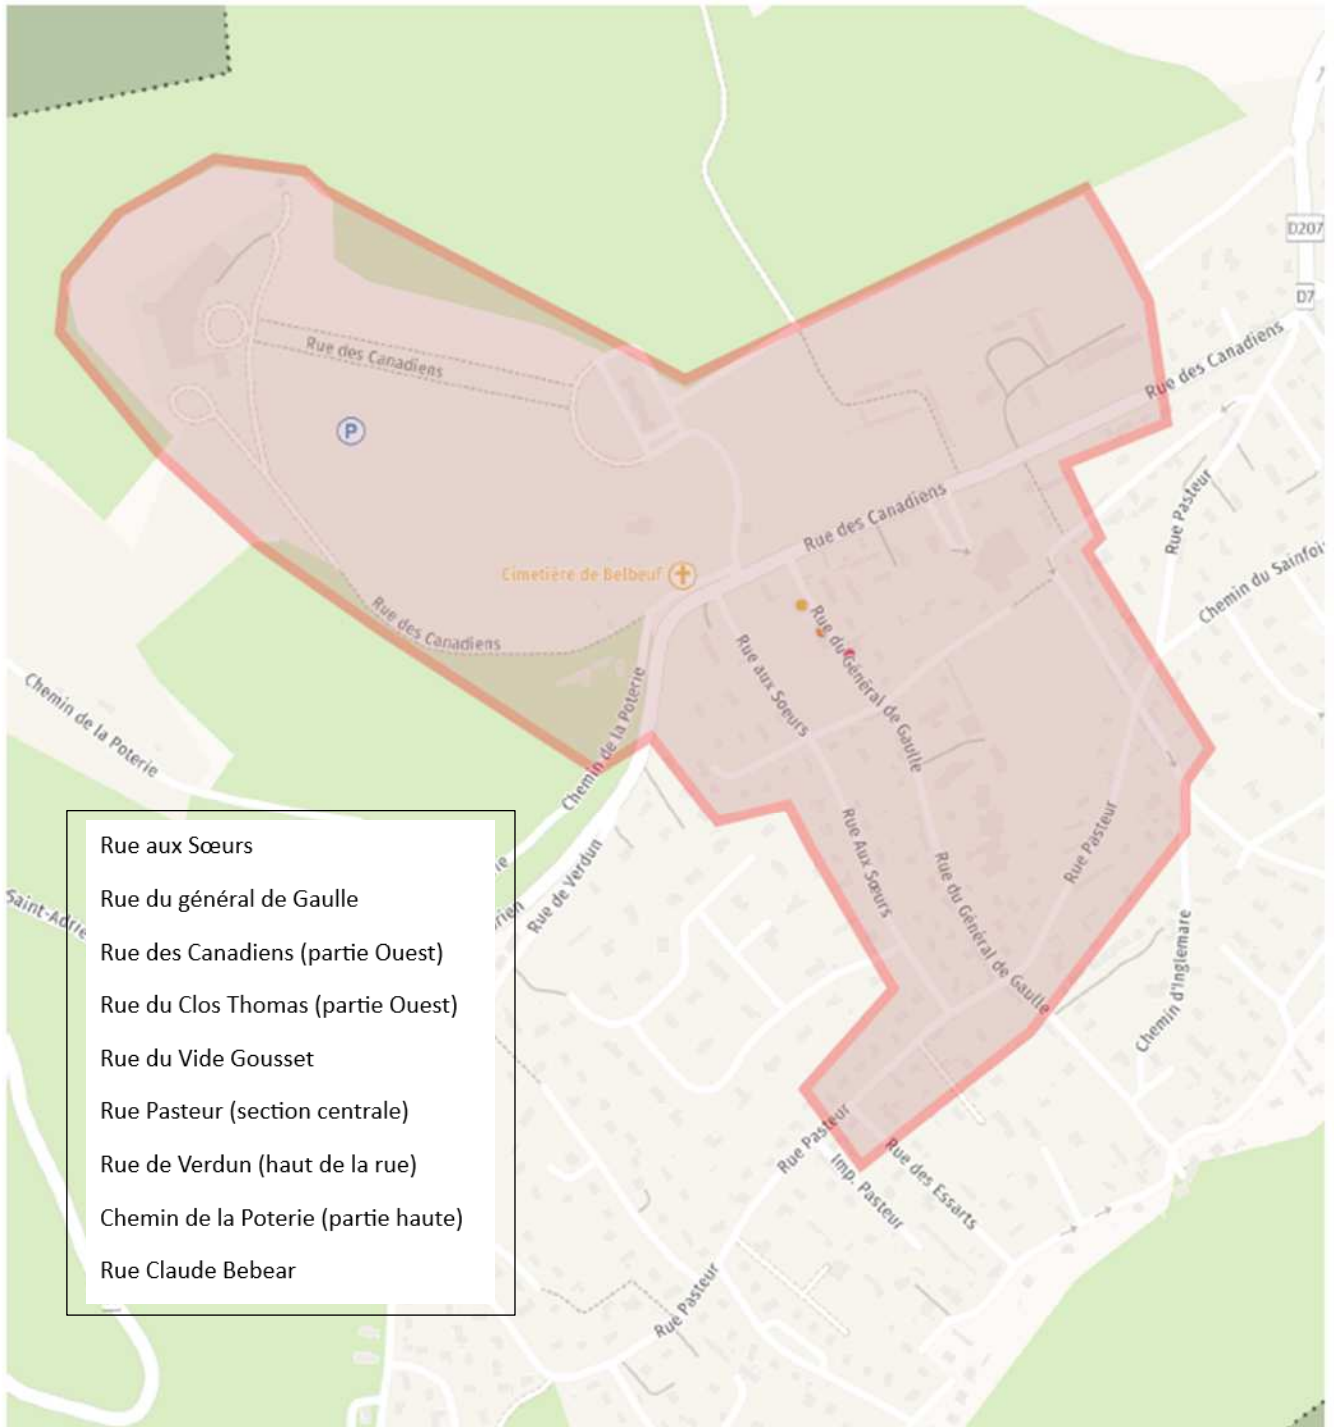 D207
D7
Rue des Canadiens
Rue des Canadiens
P
Rue Pasteur
Rue des Canadiens
Chemin du Sainfoi
Cimetière de Belbeuf
Rue des Canadiens
Rue du Général de Gaulle
Rue aux Soeurs
Chemin de la Poterie
Chemin de la Poterie
Rue Aux Sœurs
Rue Pasteur
Rue du Général de Gaulle
Rue de Verdun
Saint-Adrie
rien
Chemin d'Inglemare
Rue aux Sœurs
Rue du général de Gaulle
Rue des Canadiens (partie Ouest)
Rue du Clos Thomas (partie Ouest)
Rue du Vide Gousset
Rue Pasteur (section centrale)
Rue de Verdun (haut de la rue)
Chemin de la Poterie (partie haute)
Rue Claude Bebear
Rue Pasteur
Imp. Pasteur
Rue des Essarts
Rue Pasteur